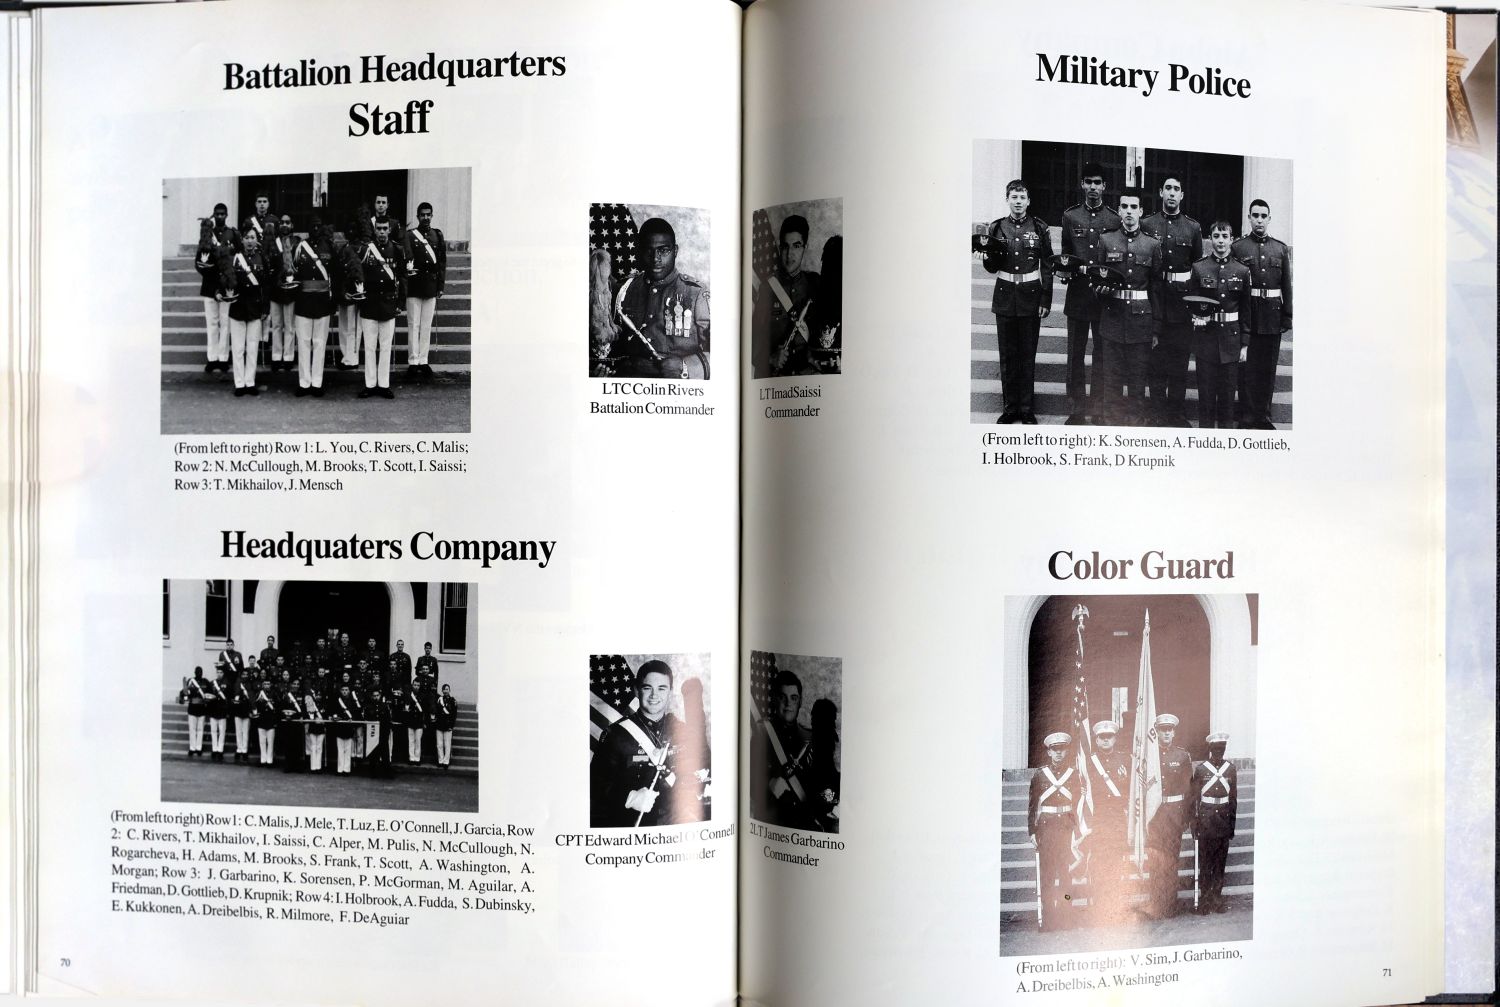 Battalion Headquarters
Staff
LTC Colin Rivers
Battalion Commander
(From left to right) Row 1: L. You, C. Rivers, C. Malis;
Row 2: N. McCullough, M. Brooks, T. Scott, I. Saissi;
Row 3: T. Mikhailov, J. Mensch
Headquaters Company
CPT Edward Michael O'Connell
Company Commander
(From left to right) Row 1: C. Malis, J. Mele, T. Luz, E. O'Connell, J. Garcia, Row
2: C. Rivers, T. Mikhailov, I. Saissi, C. Alper, M. Pulis, N. McCullough, N.
Rogarcheva, H. Adams, M. Brooks, S. Frank, T. Scott, A. Washington, A.
Morgan; Row 3: J. Garbarino, K. Sorensen, P. McGorman, M. Aguilar, A.
Friedman, D. Gottlieb, D. Krupnik; Row 4: I. Holbrook, A. Fudda, S. Dubinsky,
E. Kukkonen, A. Dreibelbis, R. Milmore, F. DeAguiar
70
Military Police
LT Imad Saissi
Commander
(From left to right): K. Sorensen, A. Fudda, D. Gottlieb,
I. Holbrook, S. Frank, D Krupnik
Color Guard
2LT James Garbarino
Commander
(From left to right): V. Sim, J. Garbarino,
A. Dreibelbis, A. Washington
71